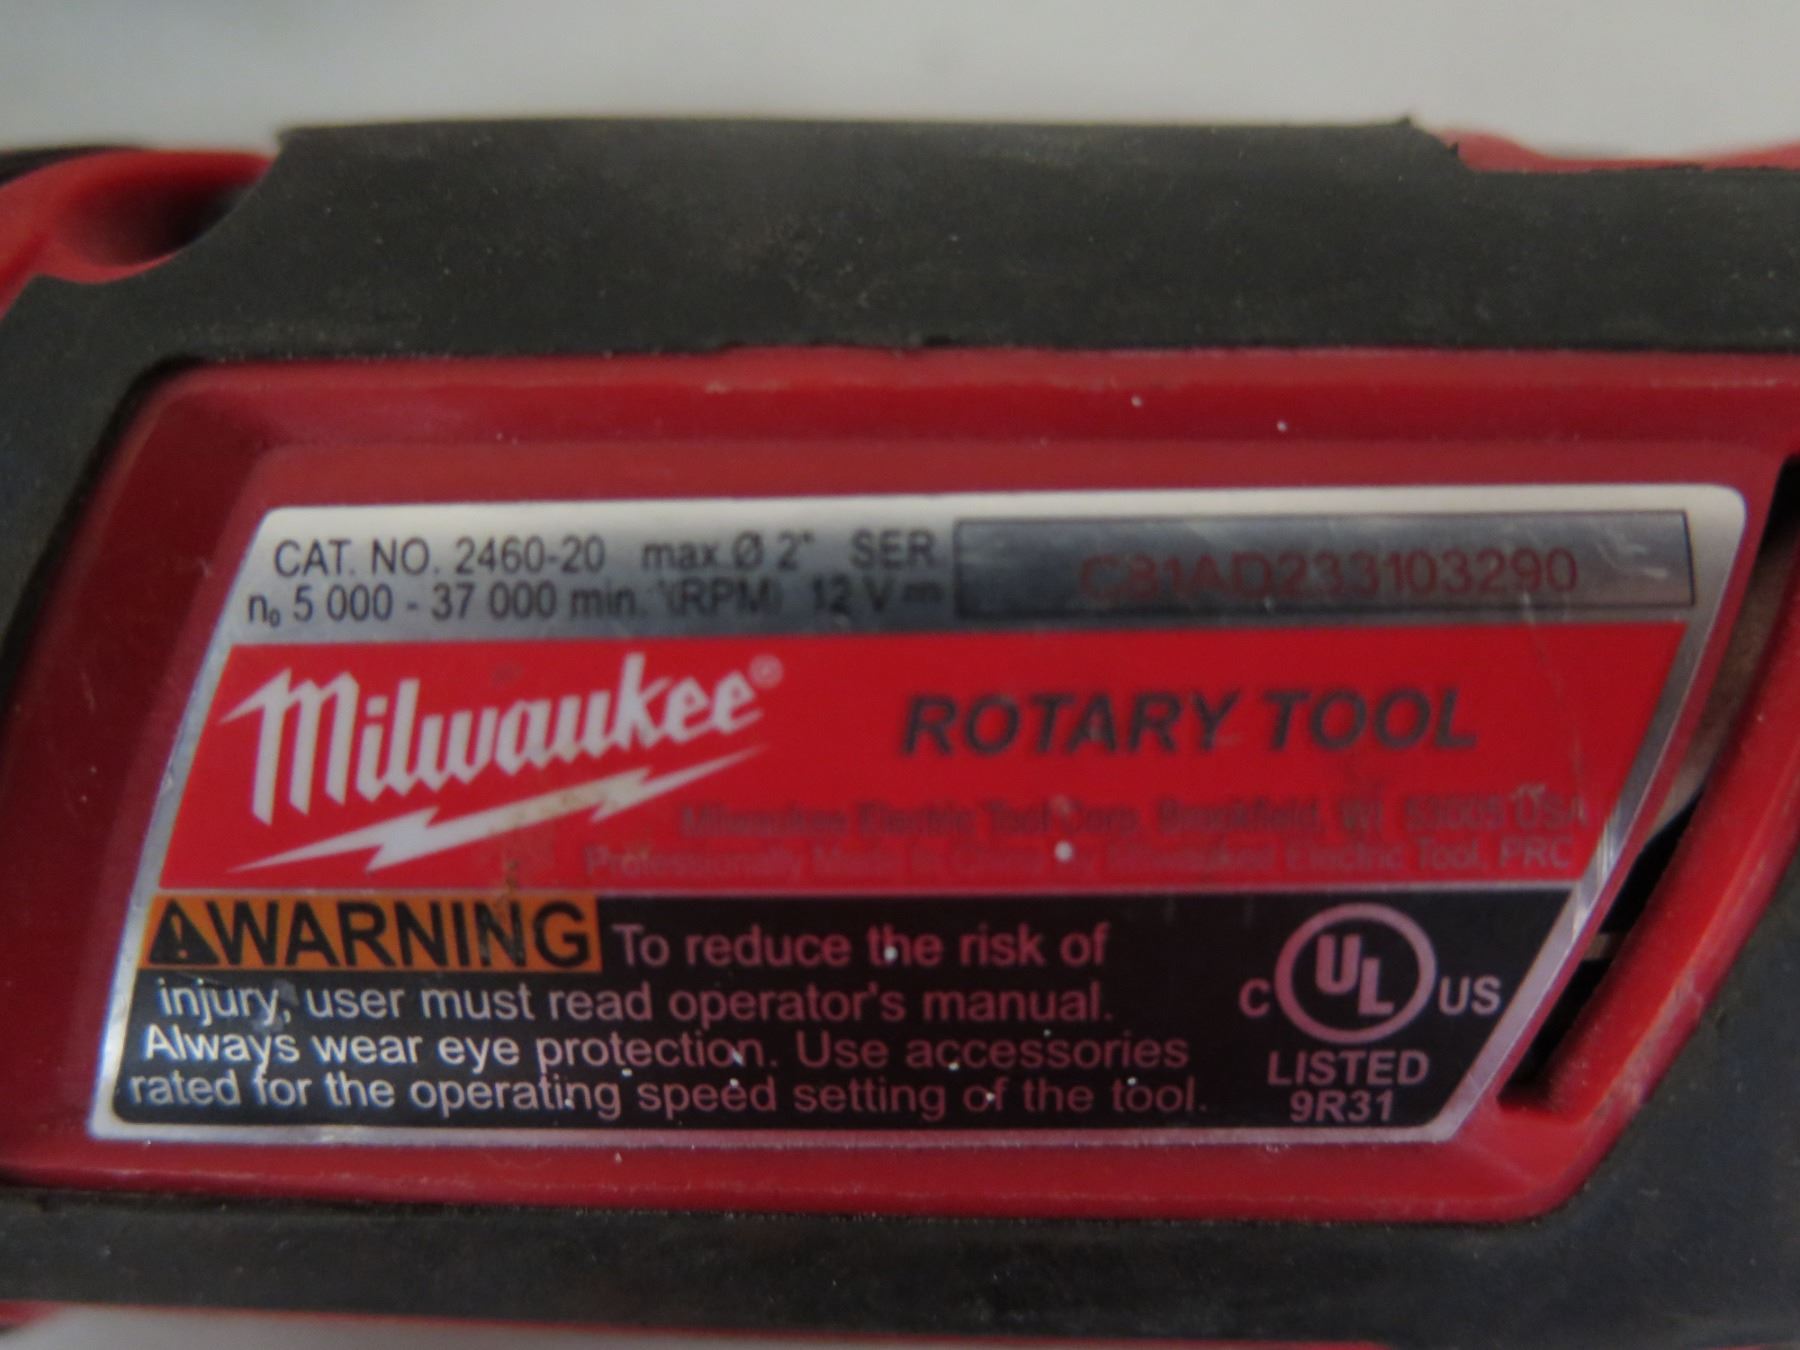 CAT. NO. 2460-20 max. Ø 2" SER C81AD233103290
n₀ 5 000 - 37 000 min. (RPM) 12 V ⎓
Milwaukee® ROTARY TOOL
Milwaukee Electric Tool Corp. Brookfield, WI 53005 USA
Professionally Made In China by Milwaukee Electric Tool, PRC
WARNING To reduce the risk of
injury, user must read operator's manual.
Always wear eye protection. Use accessories
rated for the operating speed setting of the tool.
C UL US
LISTED
9R31